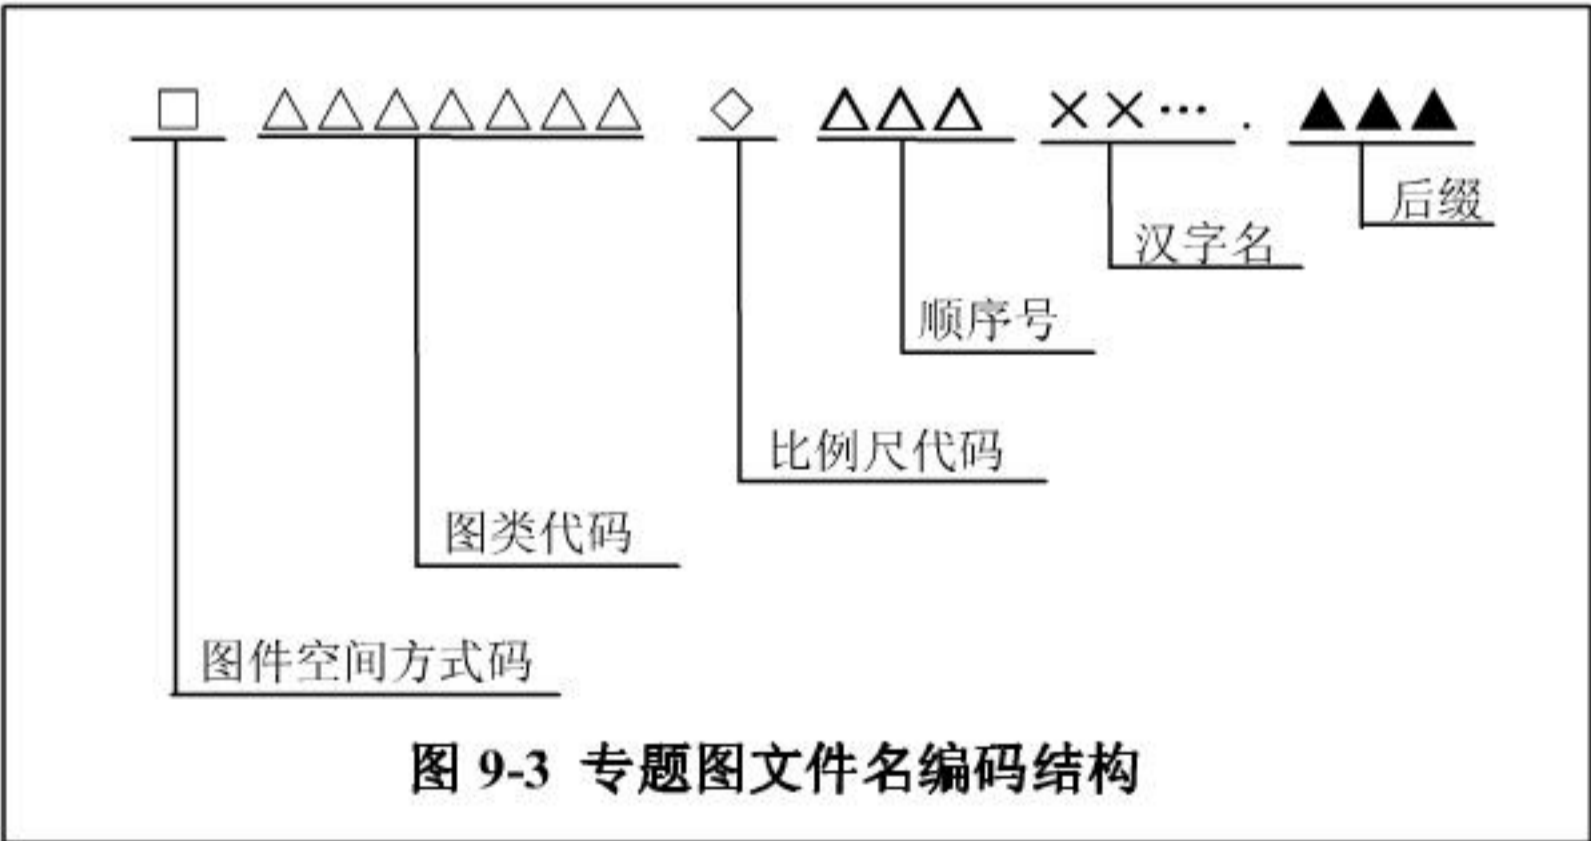 □ △△△△△△△ ◇ △△△ ××… . ▲▲▲
后缀
汉字名
顺序号
比例尺代码
图类代码
图件空间方式码
图 9-3 专题图文件名编码结构